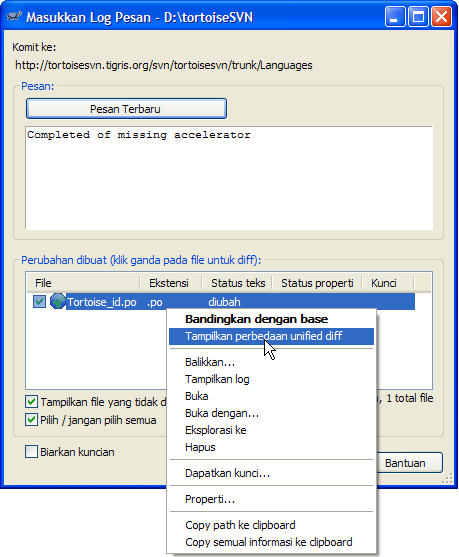 Masukkan Log Pesan - D:\tortoiseSVN
Komit ke:
http://tortoisesvn.tigris.org/svn/tortoisesvn/trunk/Languages
Pesan:
Pesan Terbaru
Completed of missing accelerator
Perubahan dibuat (klik ganda pada file untuk diff):
File Ekstensi Status teks Status properti Kunci
Tortoise_id.po .po diubah
Bandingkan dengan base
Tampilkan perbedaan unified diff
Balikkan...
Tampilkan log
Buka
Buka dengan...
Eksplorasi ke
Hapus
Dapatkan kunci...
Properti...
Copy path ke clipboard
Copy semual informasi ke clipboard
Tampilkan file yang tidak d
), 1 total file
Pilih / jangan pilih semua
Biarkan kuncian
Bantuan